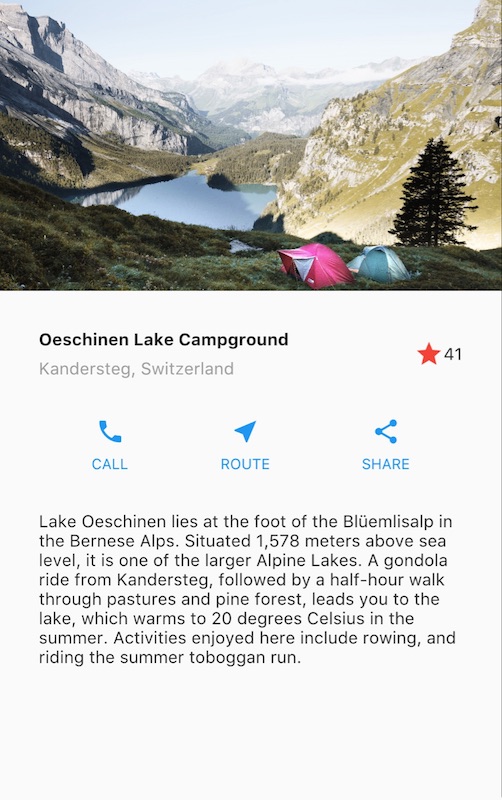 Oeschinen Lake Campground
Kandersteg, Switzerland
41
CALL
ROUTE
SHARE
Lake Oeschinen lies at the foot of the Blüemlisalp in
the Bernese Alps. Situated 1,578 meters above sea
level, it is one of the larger Alpine Lakes. A gondola
ride from Kandersteg, followed by a half-hour walk
through pastures and pine forest, leads you to the
lake, which warms to 20 degrees Celsius in the
summer. Activities enjoyed here include rowing, and
riding the summer toboggan run.